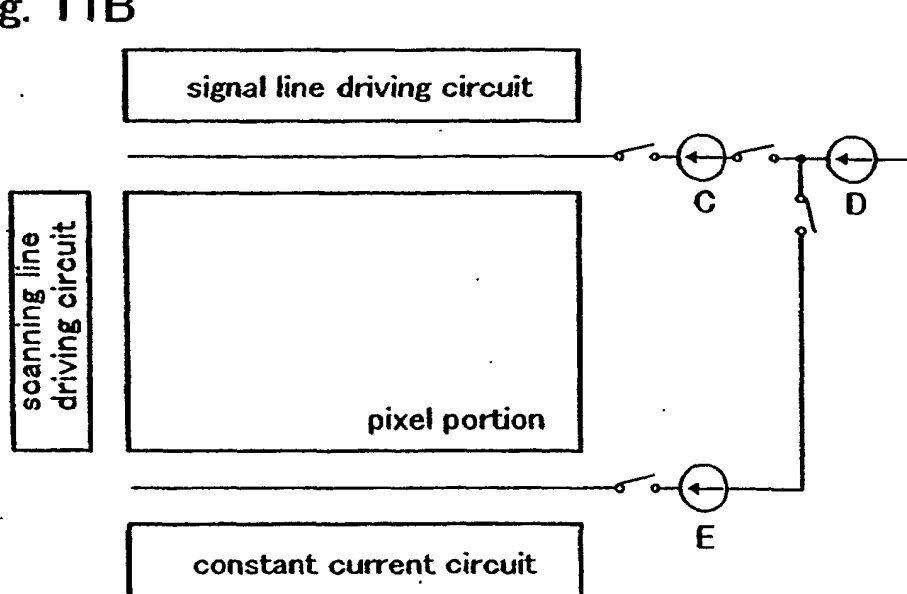 g. 11B
signal line driving circuit
C
D
scanning line
driving circuit
pixel portion
E
constant current circuit